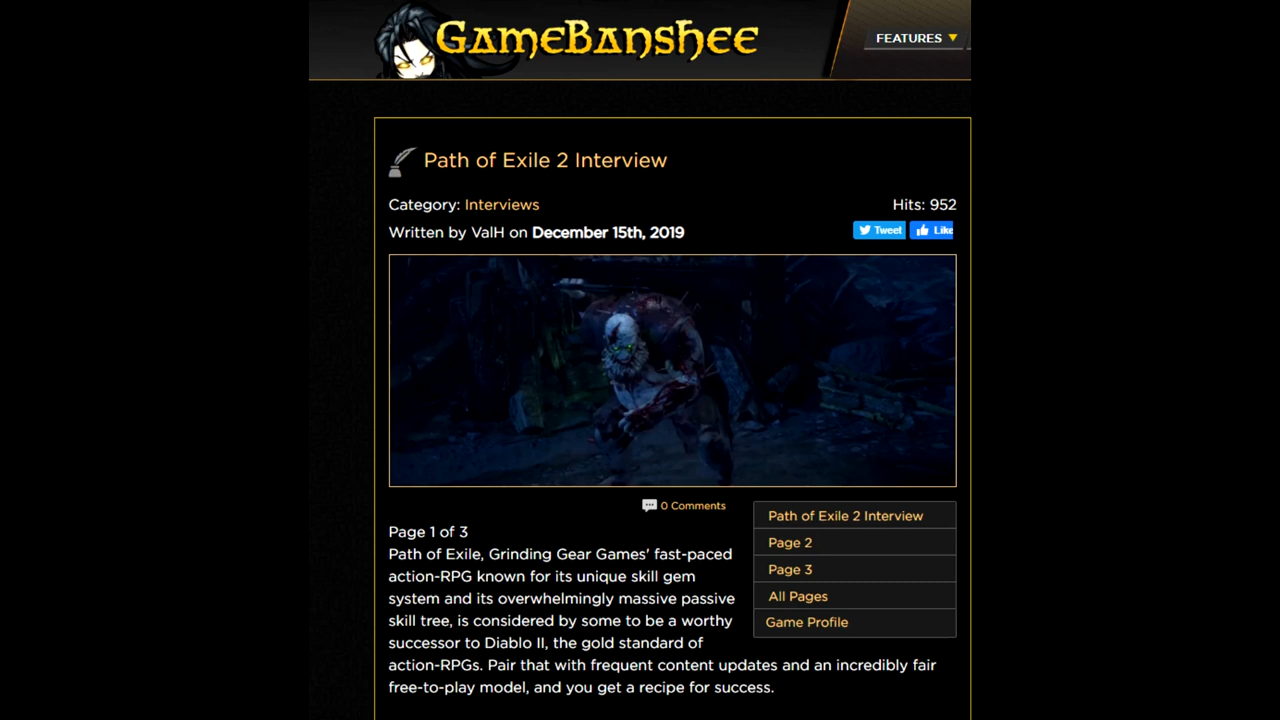 GameBanshee
FEATURES
Path of Exile 2 Interview
Category: Interviews
Hits: 952
Written by ValH on December 15th, 2019
Tweet
Like
0 Comments
Path of Exile 2 Interview
Page 2
Page 3
All Pages
Game Profile
Page 1 of 3
Path of Exile, Grinding Gear Games' fast-paced
action-RPG known for its unique skill gem
system and its overwhelmingly massive passive
skill tree, is considered by some to be a worthy
successor to Diablo II, the gold standard of
action-RPGs. Pair that with frequent content updates and an incredibly fair
free-to-play model, and you get a recipe for success.